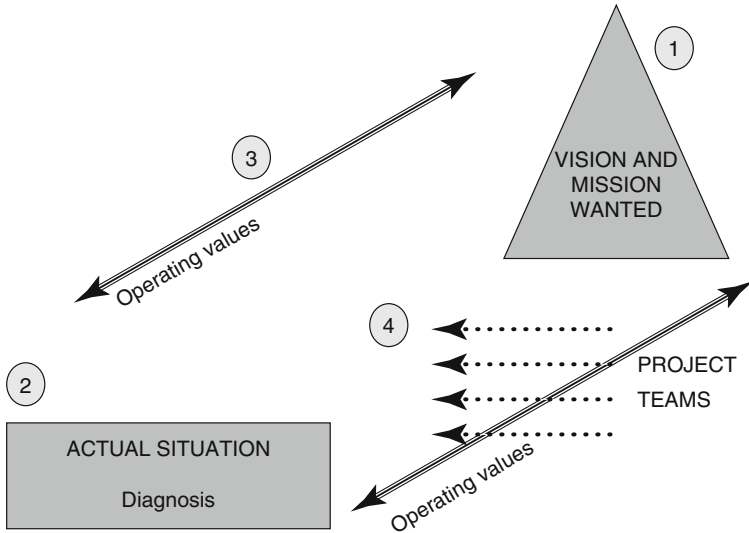 1
VISION AND
MISSION
WANTED
3
Operating values
4
PROJECT
TEAMS
2
ACTUAL SITUATION
Diagnosis
Operating values